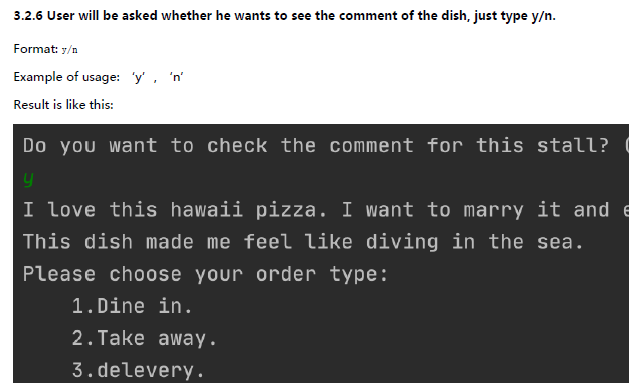 3.2.6 User will be asked whether he wants to see the comment of the dish, just type y/n.
Format: y/n
Example of usage: 'y' , 'n'
Result is like this:
Do you want to check the comment for this stall? (
y
I love this hawaii pizza. I want to marry it and
This dish made me feel like diving in the sea.
Please choose your order type:
1.Dine in.
2.Take away.
3.delevery.